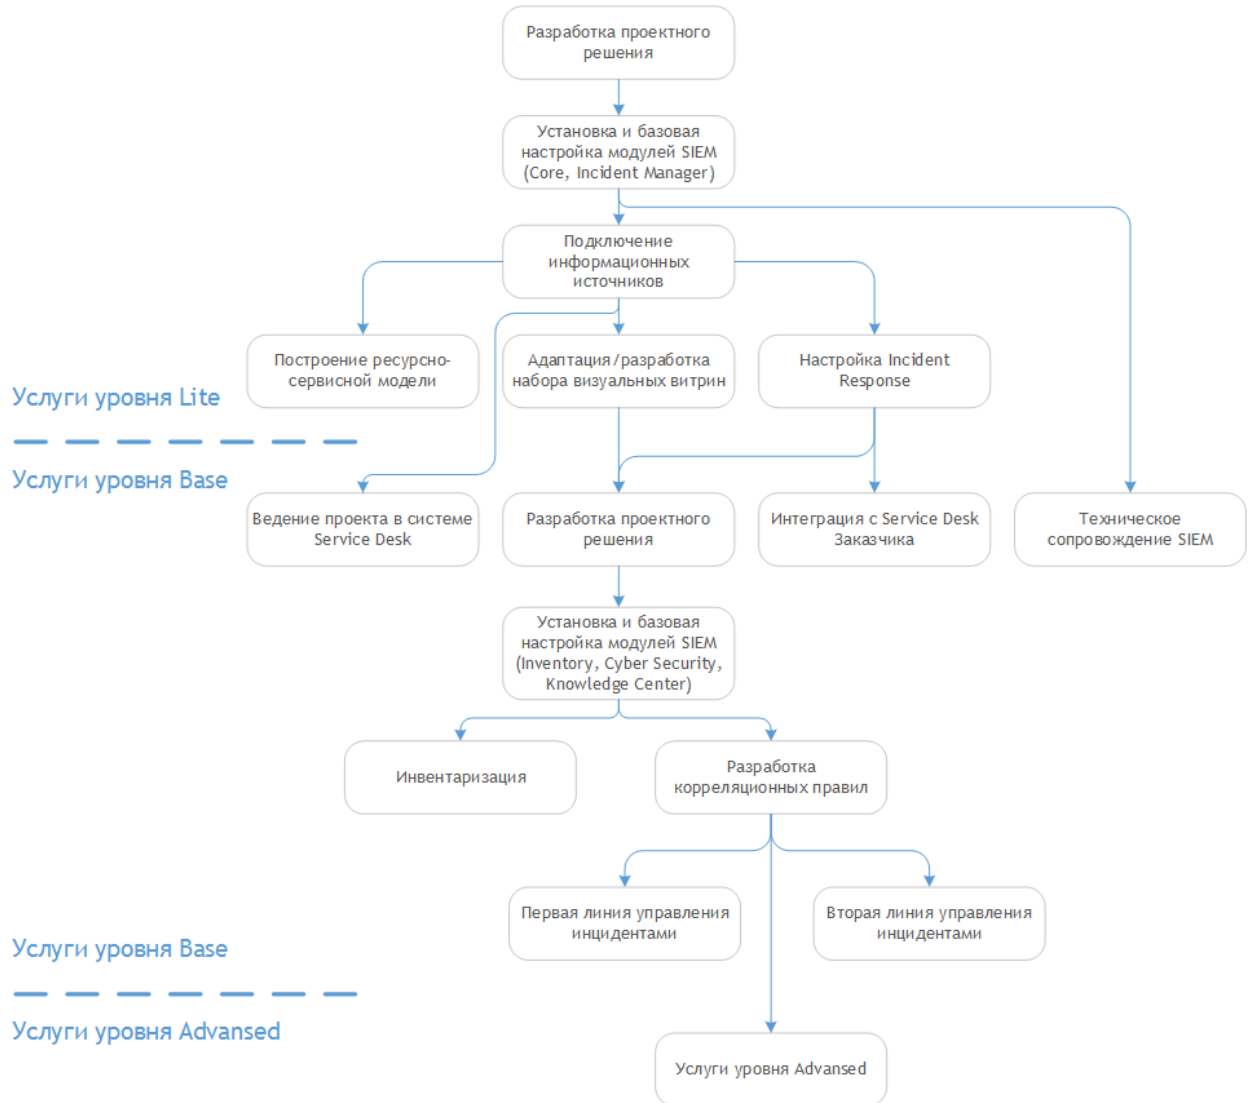 Разработка проектного
решения
Установка и базовая
настройка модулей SIEM
(Core, Incident Manager)
Подключение
информационных
источников
Построение ресурсно-
сервисной модели
Адаптация/разработка
набора визуальных витрин
Настройка Incident
Response
Услуги уровня Lite
Услуги уровня Base
Ведение проекта в системе
Service Desk
Разработка проектного
решения
Интеграция с Service Desk
Заказчика
Техническое
сопровождение SIEM
Установка и базовая
настройка модулей SIEM
(Inventory, Cyber Security,
Knowledge Center)
Инвентаризация
Разработка
корреляционных правил
Первая линия управления
инцидентами
Вторая линия управления
инцидентами
Услуги уровня Base
Услуги уровня Advansed
Услуги уровня Advansed